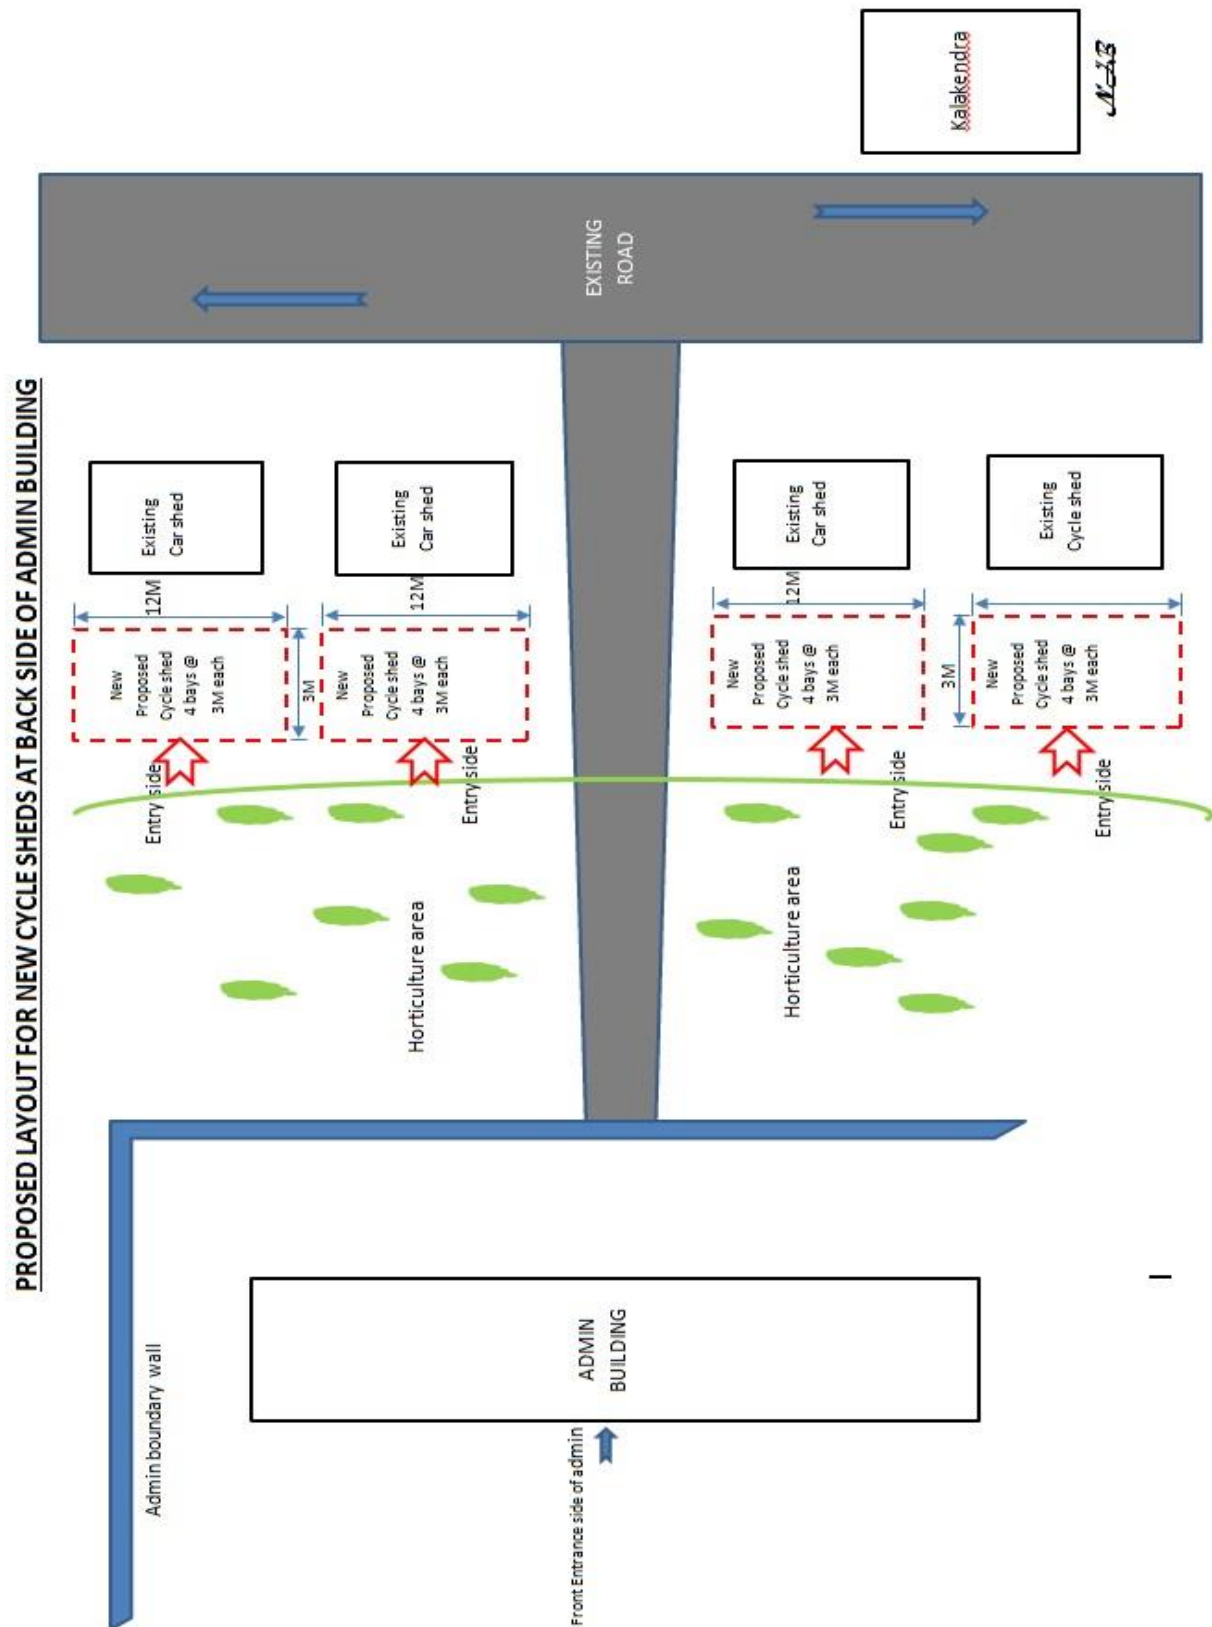 PROPOSED LAYOUT FOR NEW CYCLE SHEDS AT BACK SIDE OF ADMIN BUILDING
Kalakendra
EXISTING
ROAD
Existing
Car shed
Existing
Car shed
Existing
Car shed
Existing
Cycle shed
12M
12M
12M
New
Proposed
Cycle shed
4 bays @
3M each
3M
New
Proposed
Cycle shed
4 bays @
3M each
New
Proposed
Cycle shed
4 bays @
3M each
3M
New
Proposed
Cycle shed
4 bays @
3M each
Entry side
Entry side
Entry side
Entry side
Horticulture area
Horticulture area
Admin boundary wall
ADMIN
BUILDING
Front Entrance side of admin